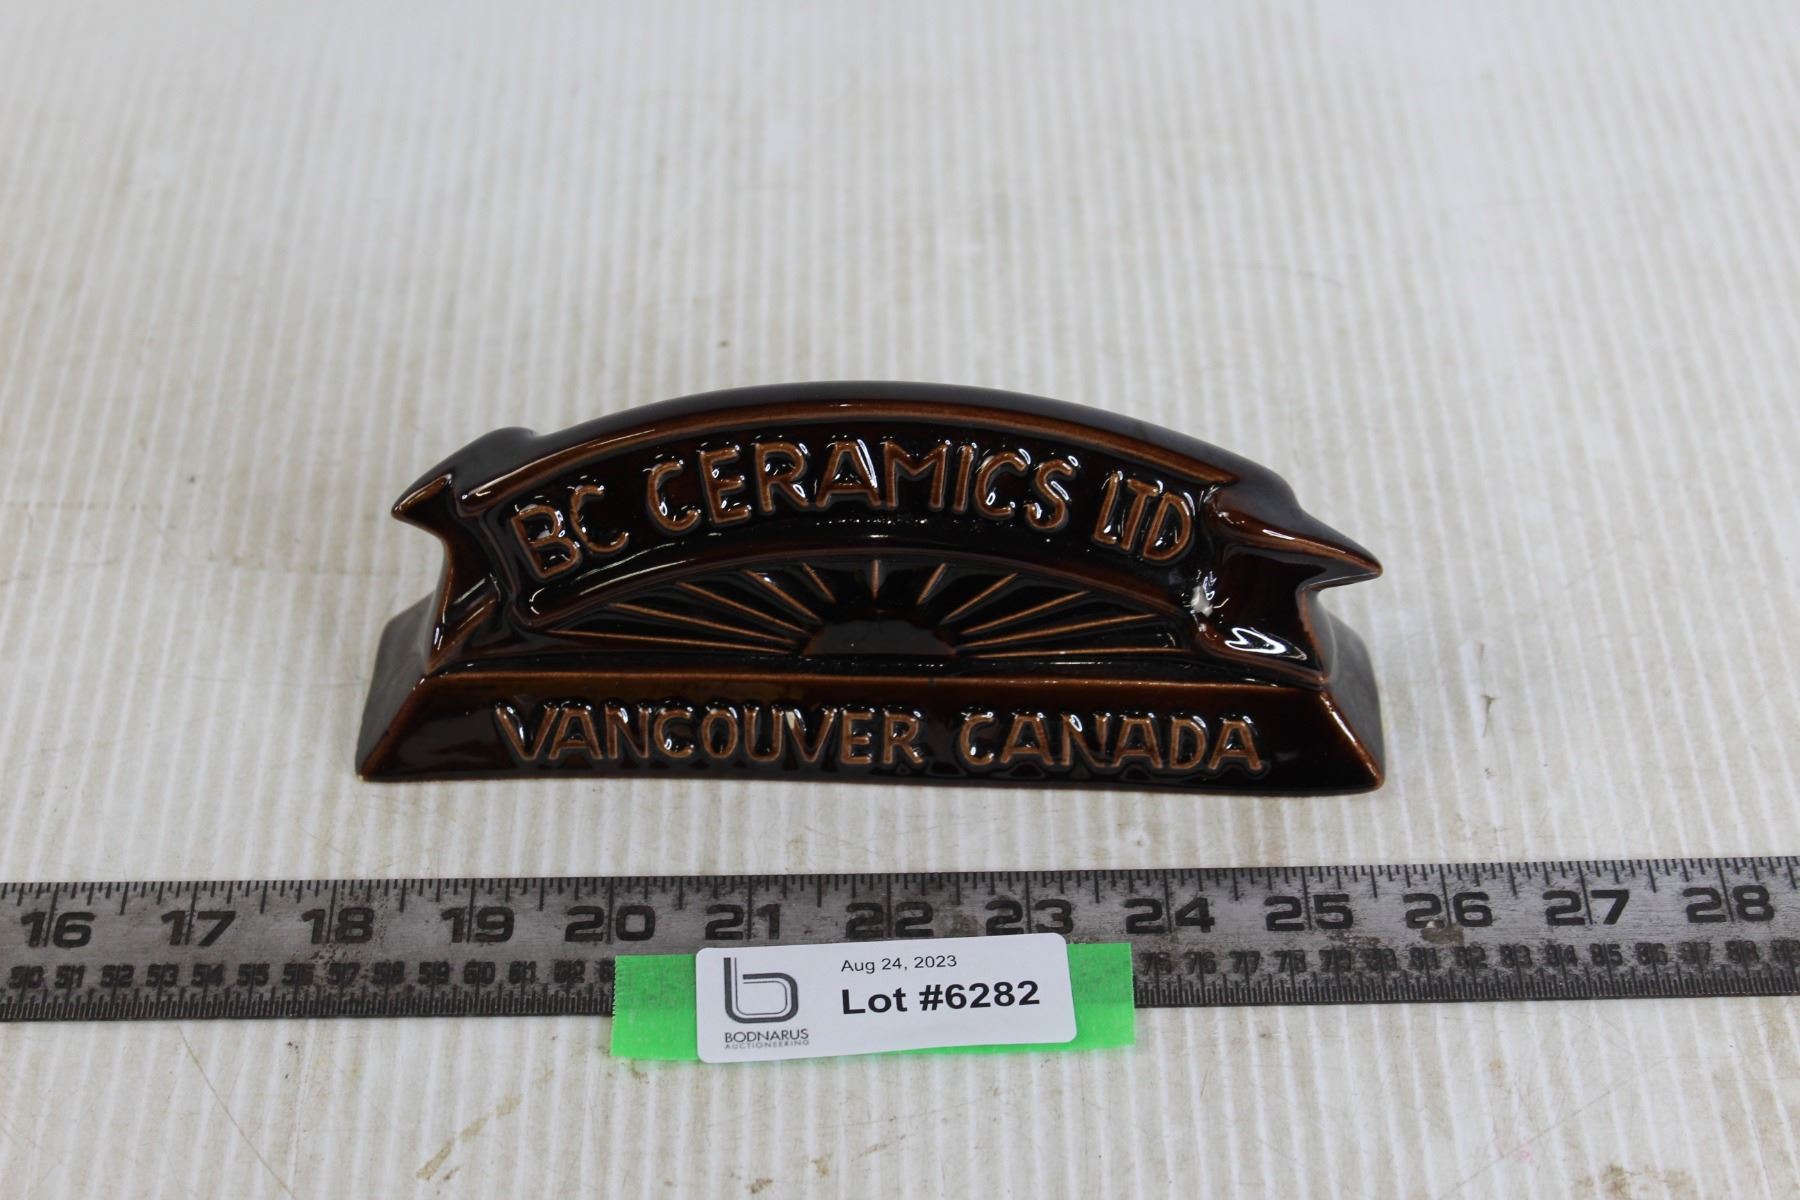 BC CERAMICS LTD
VANCOUVER CANADA
16 17 18 19 20 21 22 23 24 25 26 27 28
Aug 24, 2023
Lot #6282
b
BODNARUS
AUCTIONEERING